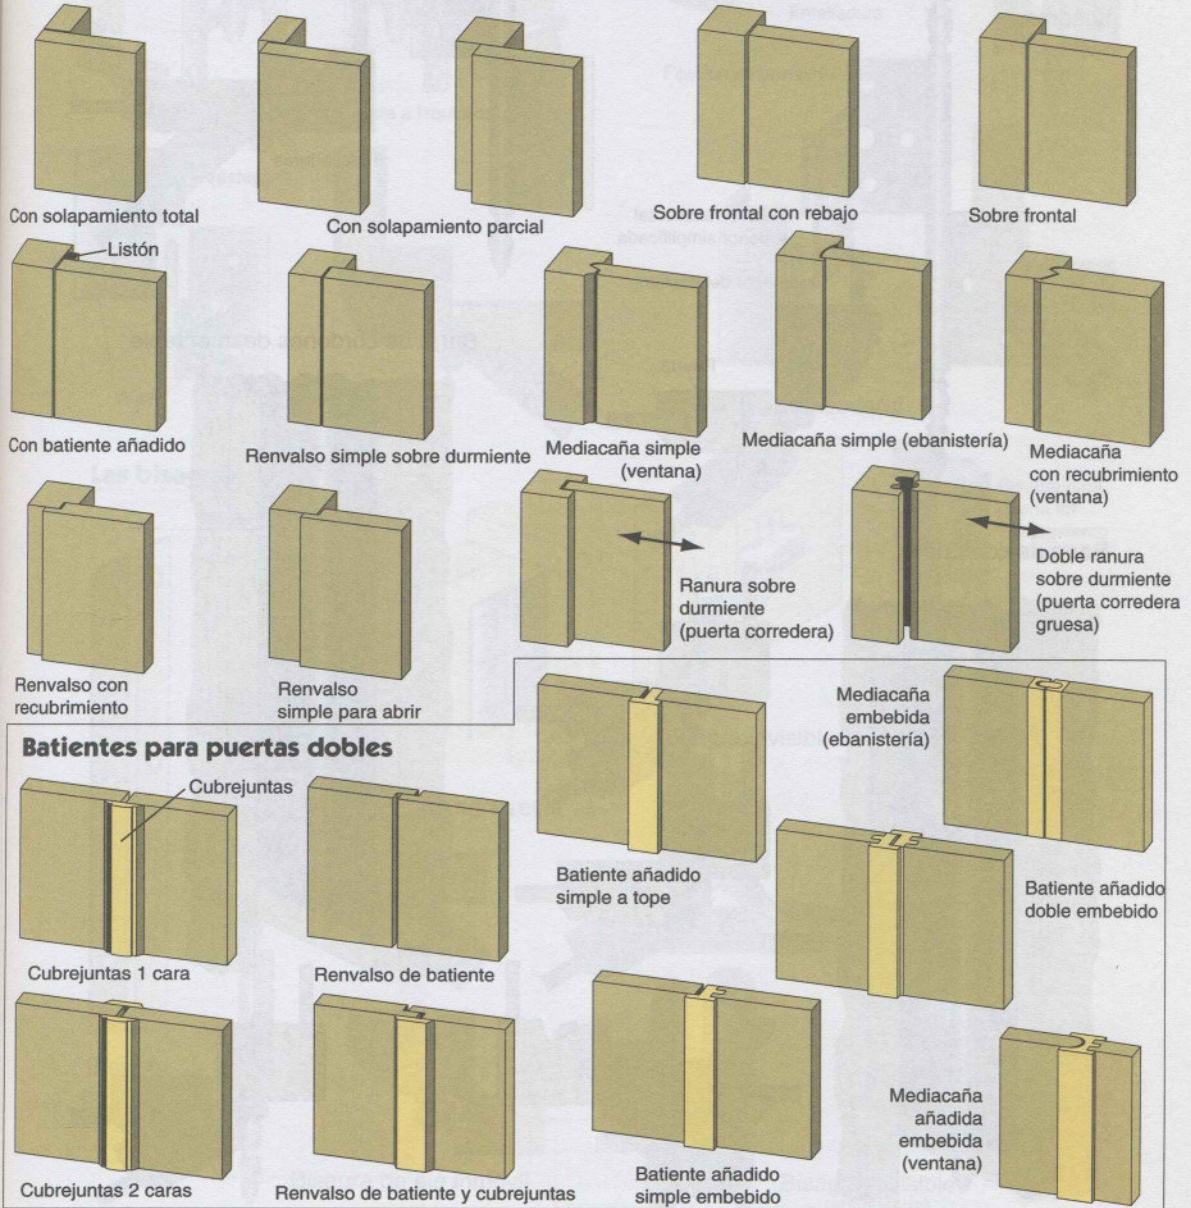 Con solapamiento total
Con solapamiento parcial
Sobre frontal con rebajo
Sobre frontal
Listón
Con batiente añadido
Renvalso simple sobre durmiente
Mediacaña simple
(ventana)
Mediacaña simple (ebanistería)
Mediacaña
con recubrimiento
(ventana)
Renvalso con
recubrimiento
Renvalso
simple para abrir
Ranura sobre
durmiente
(puerta corredera)
Doble ranura
sobre durmiente
(puerta corredera
gruesa)
Batientes para puertas dobles
Cubrejuntas
Cubrejuntas 1 cara
Renvalso de batiente
Batiente añadido
simple a tope
Mediacaña
embebida
(ebanistería)
Batiente añadido
doble embebido
Cubrejuntas 2 caras
Renvalso de batiente y cubrejuntas
Batiente añadido
simple embebido
Mediacaña
añadida
embebida
(ventana)